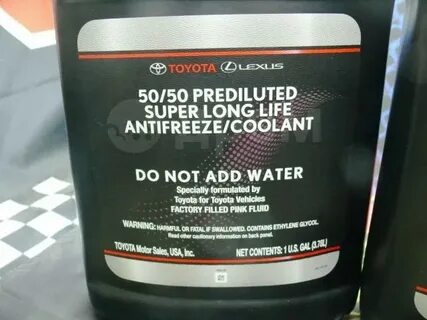 TOYOTA LEXUS
50/50 PREDILUTED
SUPER LONG LIFE
ANTIFREEZE/COOLANT
DO NOT ADD WATER
Specially formulated by
Toyota for Toyota Vehicles
FACTORY FILLED PINK FLUID
WARNING: HARMFUL OR FATAL IF SWALLOWED. CONTAINS ETHYLENE GLYCOL.
Read other cautionary information on back panel.
TOYOTA Motor Sales, USA, Inc. NET CONTENTS: 1 U.S. GAL (3.78L)